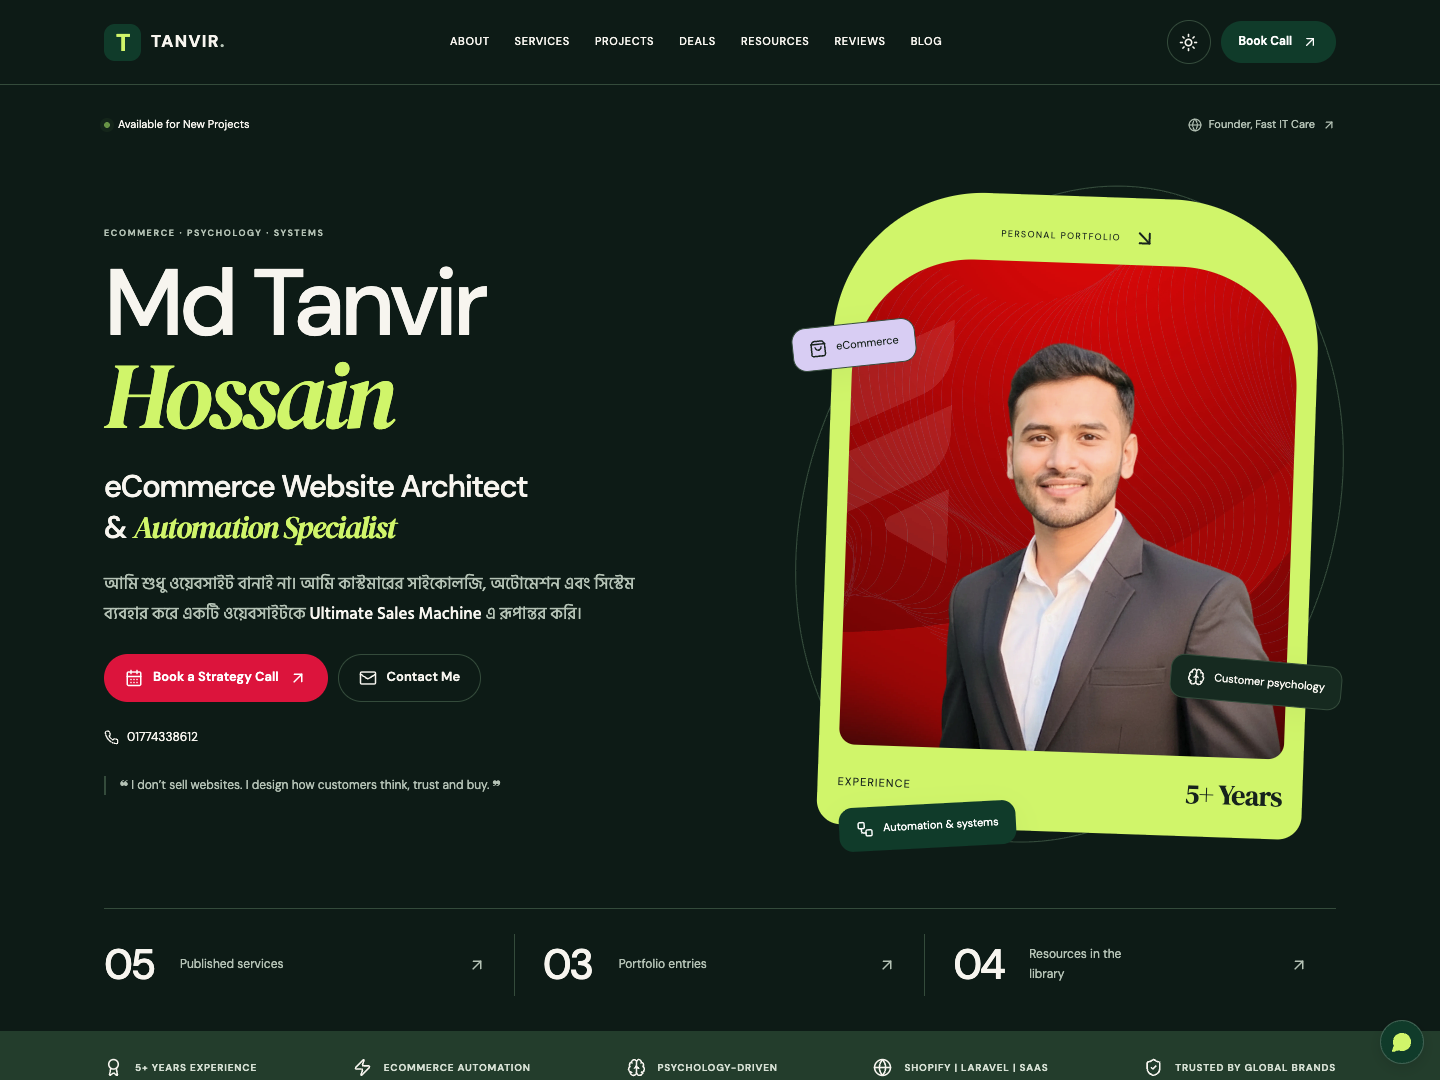 T TANVIR.
ABOUT SERVICES PROJECTS DEALS RESOURCES REVIEWS BLOG
Book Call
Available for New Projects
Founder, Fast IT Care
ECOMMERCE · PSYCHOLOGY · SYSTEMS
Md Tanvir
Hossain
eCommerce Website Architect
& Automation Specialist
আমি শুধু ওয়েবসাইট বানাই না। আমি কাস্টমারের সাইকোলজি, অটোমেশন এবং সিস্টেম
ব্যবহার করে একটি ওয়েবসাইটকে Ultimate Sales Machine এ রূপান্তর করি।
Book a Strategy Call
Contact Me
01774338612
❝ I don’t sell websites. I design how customers think, trust and buy. ❞
PERSONAL PORTFOLIO
eCommerce
Customer psychology
EXPERIENCE
5+ Years
Automation & systems
05 Published services
03 Portfolio entries
04 Resources in the
library
5+ YEARS EXPERIENCE
ECOMMERCE AUTOMATION
PSYCHOLOGY-DRIVEN
SHOPIFY | LARAVEL | SAAS
TRUSTED BY GLOBAL BRANDS